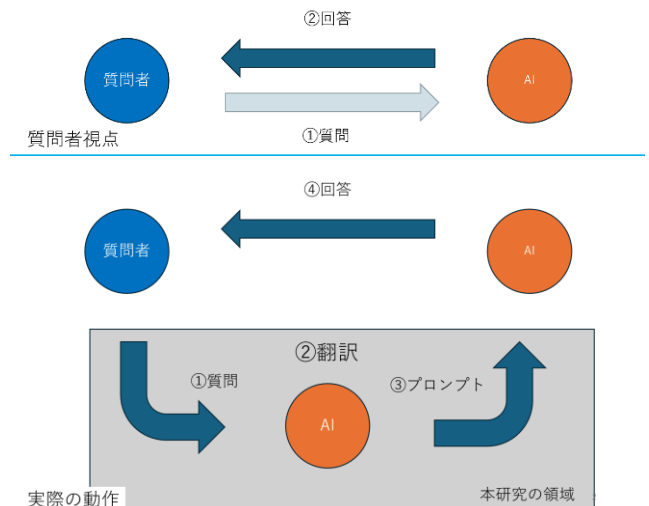 ②回答
質問者
AI
①質問
質問者視点
④回答
質問者
AI
②翻訳
①質問
③プロンプト
AI
本研究の領域
実際の動作